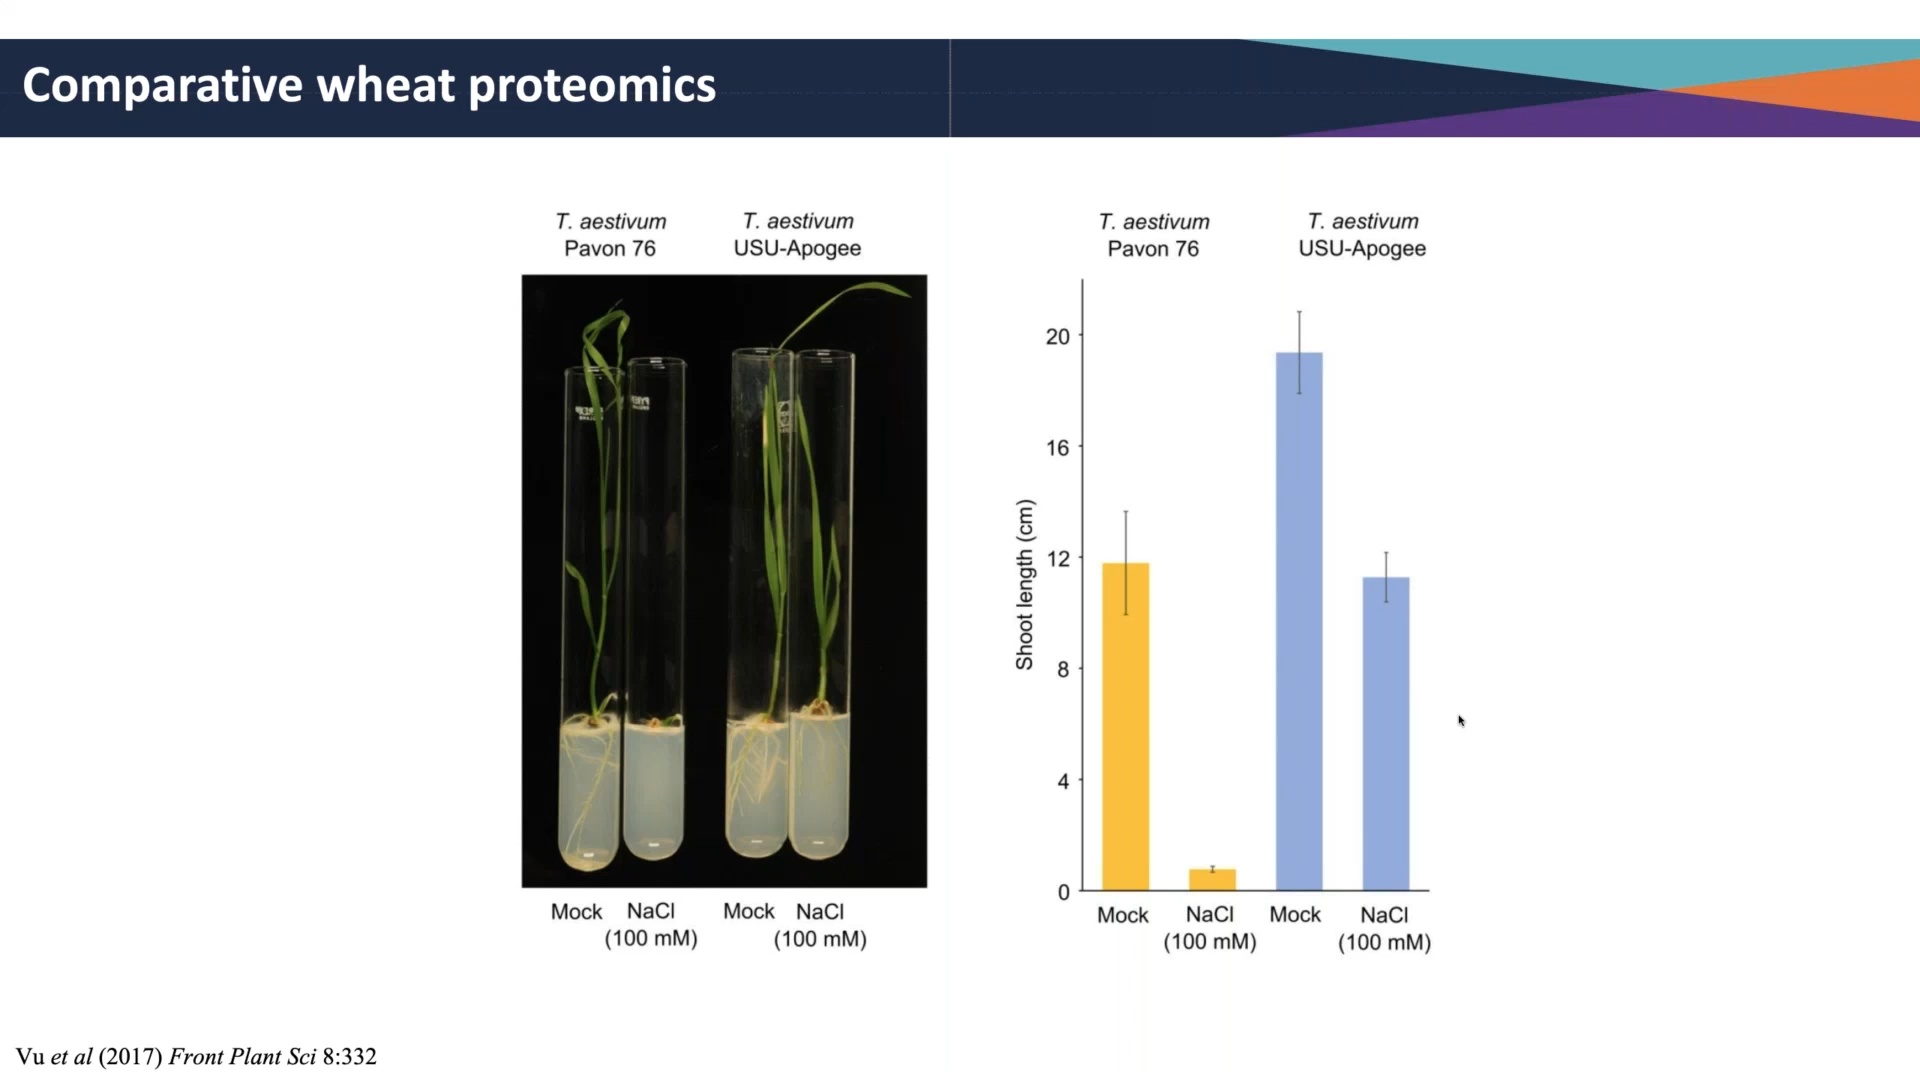 Comparative wheat proteomics
T. aestivum
Pavon 76
T. aestivum
USU-Apogee
Mock
NaCl
(100 mM)
Mock
NaCl
(100 mM)
T. aestivum
Pavon 76
T. aestivum
USU-Apogee
Shoot length (cm)
20
16
12
8
4
0
Mock
NaCl
(100 mM)
Mock
NaCl
(100 mM)
Vu et al (2017) Front Plant Sci 8:332